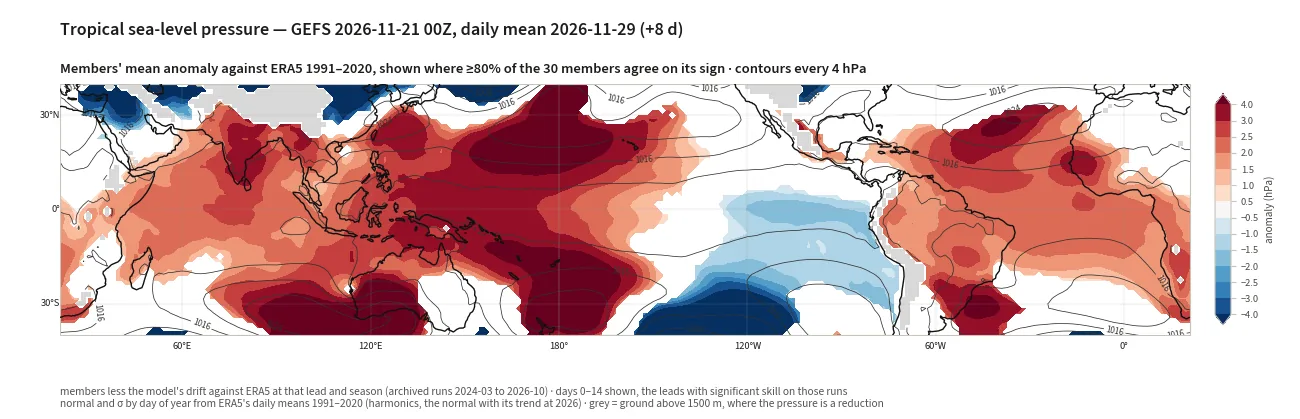 Tropical sea-level pressure — GEFS 2026-11-21 00Z, daily mean 2026-11-29 (+8 d)
Members' mean anomaly against ERA5 1991–2020, shown where ≥80% of the 30 members agree on its sign · contours every 4 hPa
1016
1016
1016
1016
1016
1016
1016
1016
1016
1016
1016
1016
1016
30°N
0°
30°S
60°E
120°E
180°
120°W
60°W
0°
4.0
3.0
2.5
2.0
1.5
1.0
0.5
−0.5
−1.0
−1.5
−2.0
−2.5
−3.0
−4.0
anomaly (hPa)
members less the model's drift against ERA5 at that lead and season (archived runs 2024-03 to 2026-10) · days 0–14 shown, the leads with significant skill on those runs
normal and σ by day of year from ERA5's daily means 1991–2020 (harmonics, the normal with its trend at 2026) · grey = ground above 1500 m, where the pressure is a reduction